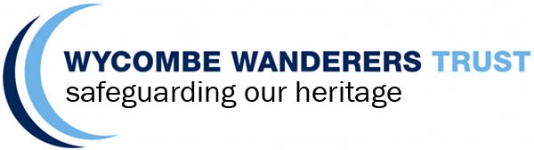 WYCOMBE WANDERERS TRUST
safeguarding our heritage